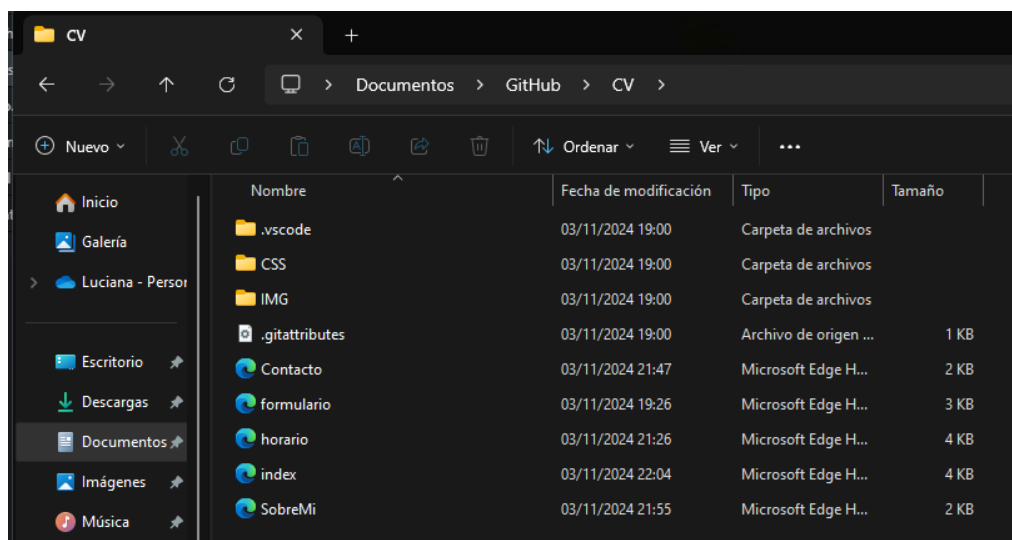 CV
Documentos > GitHub > CV >
Nuevo Ordenar Ver
Nombre Fecha de modificación Tipo Tamaño
Inicio
Galería
Luciana - Person
Escritorio
Descargas
Documentos
Imágenes
Música
.vscode 03/11/2024 19:00 Carpeta de archivos
CSS 03/11/2024 19:00 Carpeta de archivos
IMG 03/11/2024 19:00 Carpeta de archivos
.gitattributes 03/11/2024 19:00 Archivo de origen ... 1 KB
Contacto 03/11/2024 21:47 Microsoft Edge H... 2 KB
formulario 03/11/2024 19:26 Microsoft Edge H... 3 KB
horario 03/11/2024 21:26 Microsoft Edge H... 4 KB
index 03/11/2024 22:04 Microsoft Edge H... 4 KB
SobreMi 03/11/2024 21:55 Microsoft Edge H... 2 KB